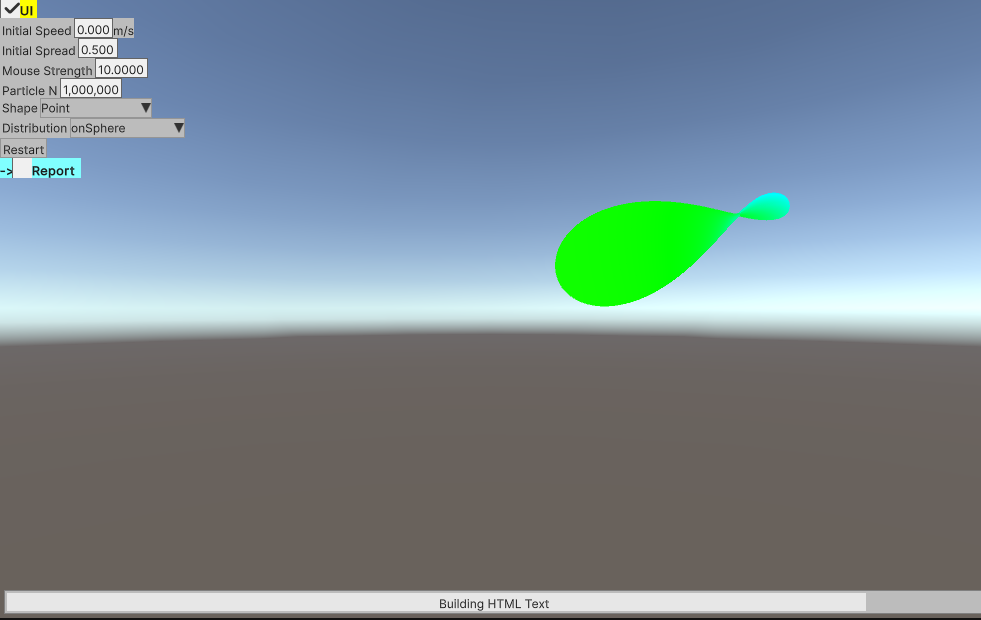 UI
Initial Speed 0.000 m/s
Initial Spread 0.500
Mouse Strength 10.0000
Particle N 1,000,000
Shape Point
Distribution onSphere
Restart
-> Report
Building HTML Text